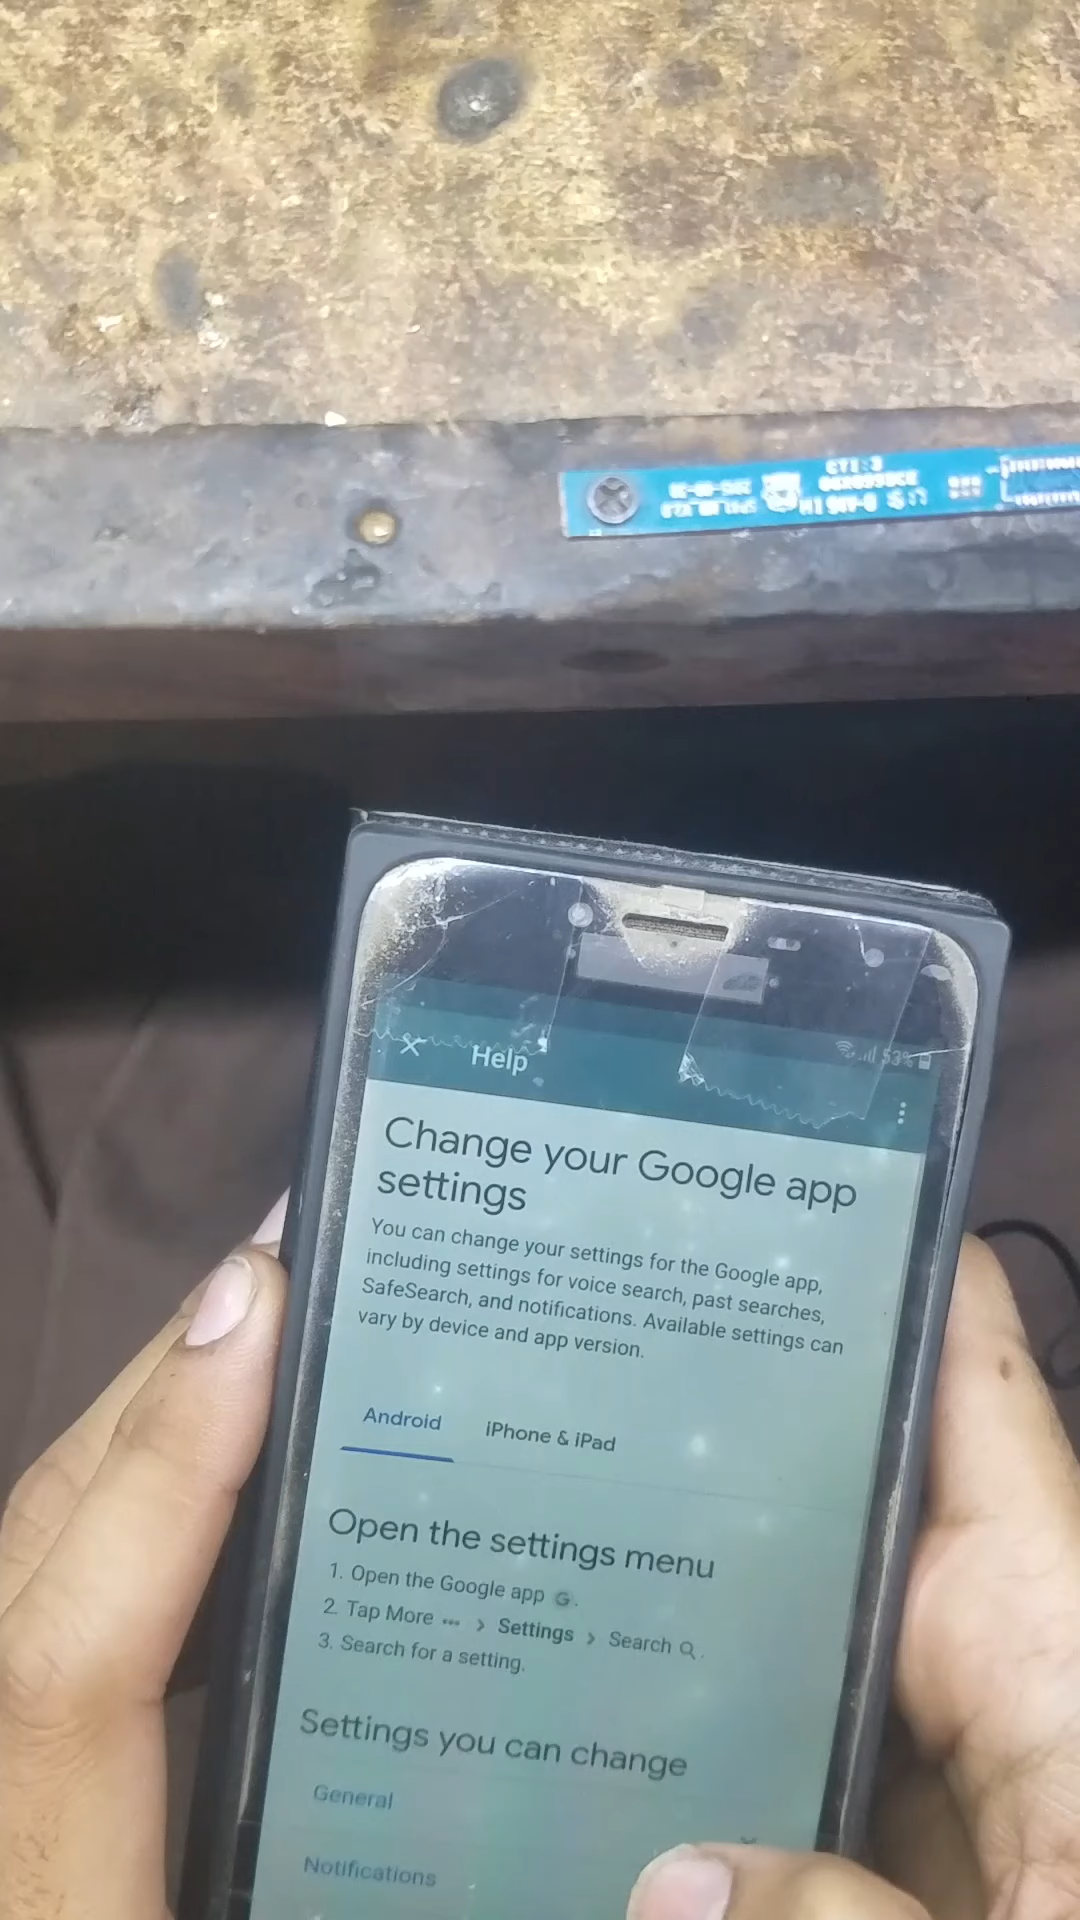 CTI:3
53%
Help
Change your Google app
settings
You can change your settings for the Google app,
including settings for voice search, past searches,
SafeSearch, and notifications. Available settings can
vary by device and app version.
Android iPhone & iPad
Open the settings menu
1. Open the Google app G.
2. Tap More ••• > Settings > Search.
3. Search for a setting.
Settings you can change
General
Notifications